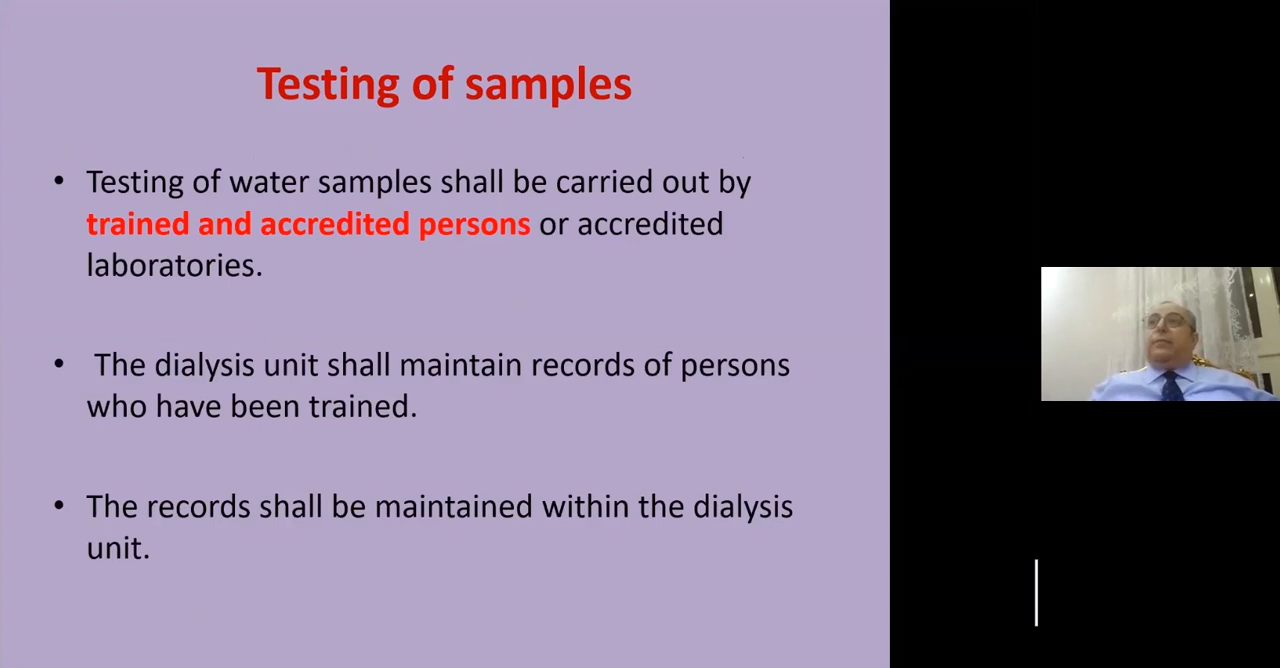 Testing of samples
• Testing of water samples shall be carried out by
trained and accredited persons or accredited
laboratories.
• The dialysis unit shall maintain records of persons
who have been trained.
• The records shall be maintained within the dialysis
unit.